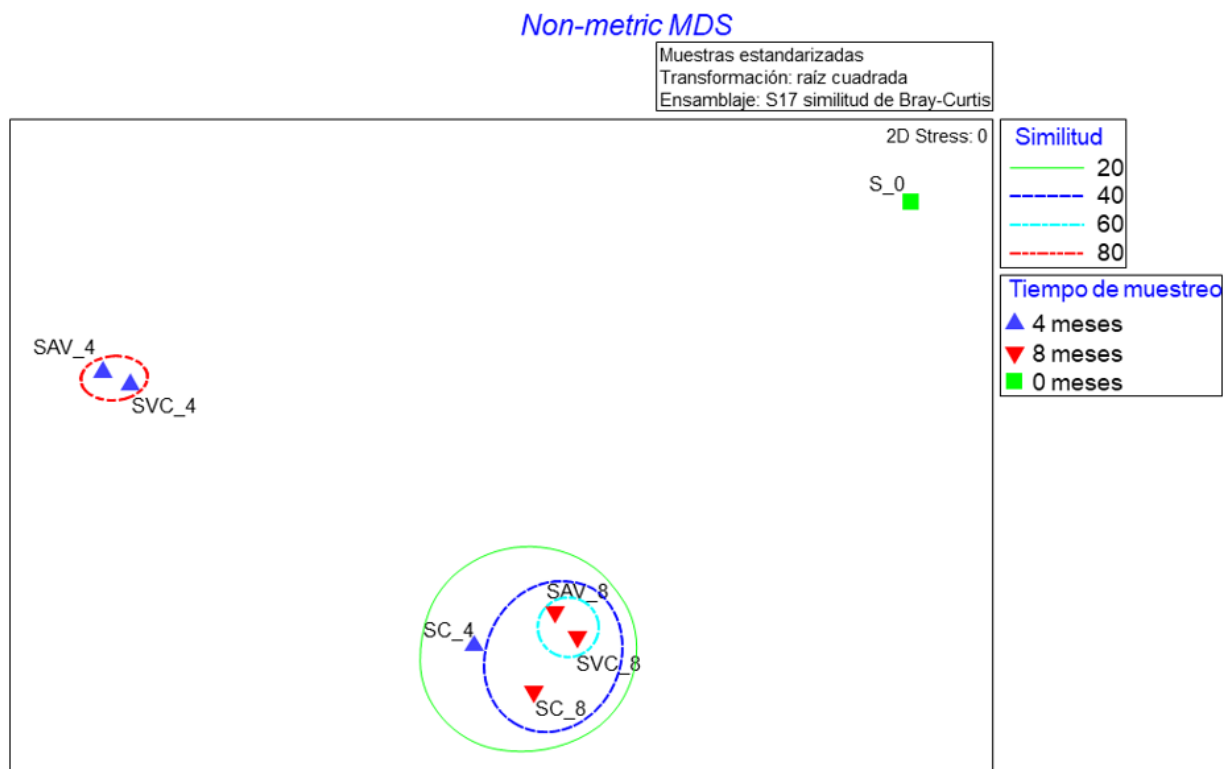 Non-metric MDS
Muestras estandarizadas
Transformación: raíz cuadrada
Ensamblaje: S17 similitud de Bray-Curtis
2D Stress: 0
S_0
SAV_4
SVC_4
SAV_8
SC_4
SVC_8
SC_8
Similitud
20
40
60
80
Tiempo de muestreo
4 meses
8 meses
0 meses